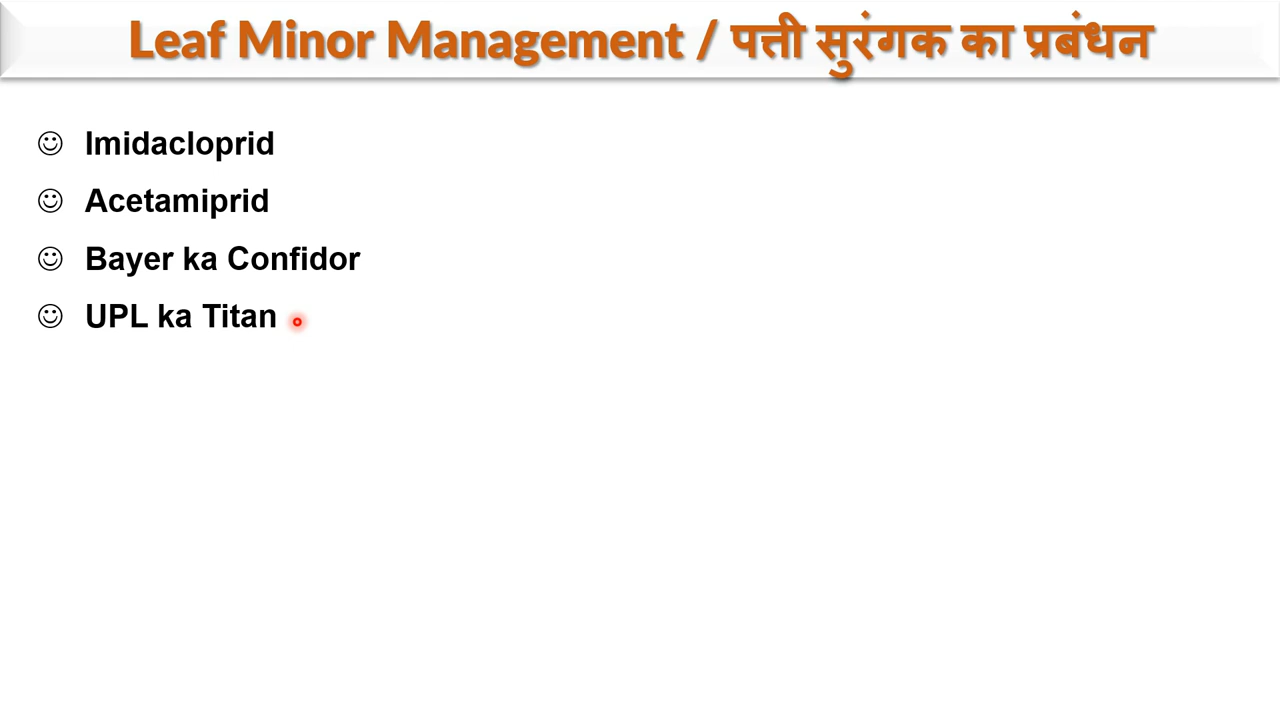 Leaf Minor Management / पत्ती सुरंगक का प्रबंधन
☺ Imidacloprid
☺ Acetamiprid
☺ Bayer ka Confidor
☺ UPL ka Titan